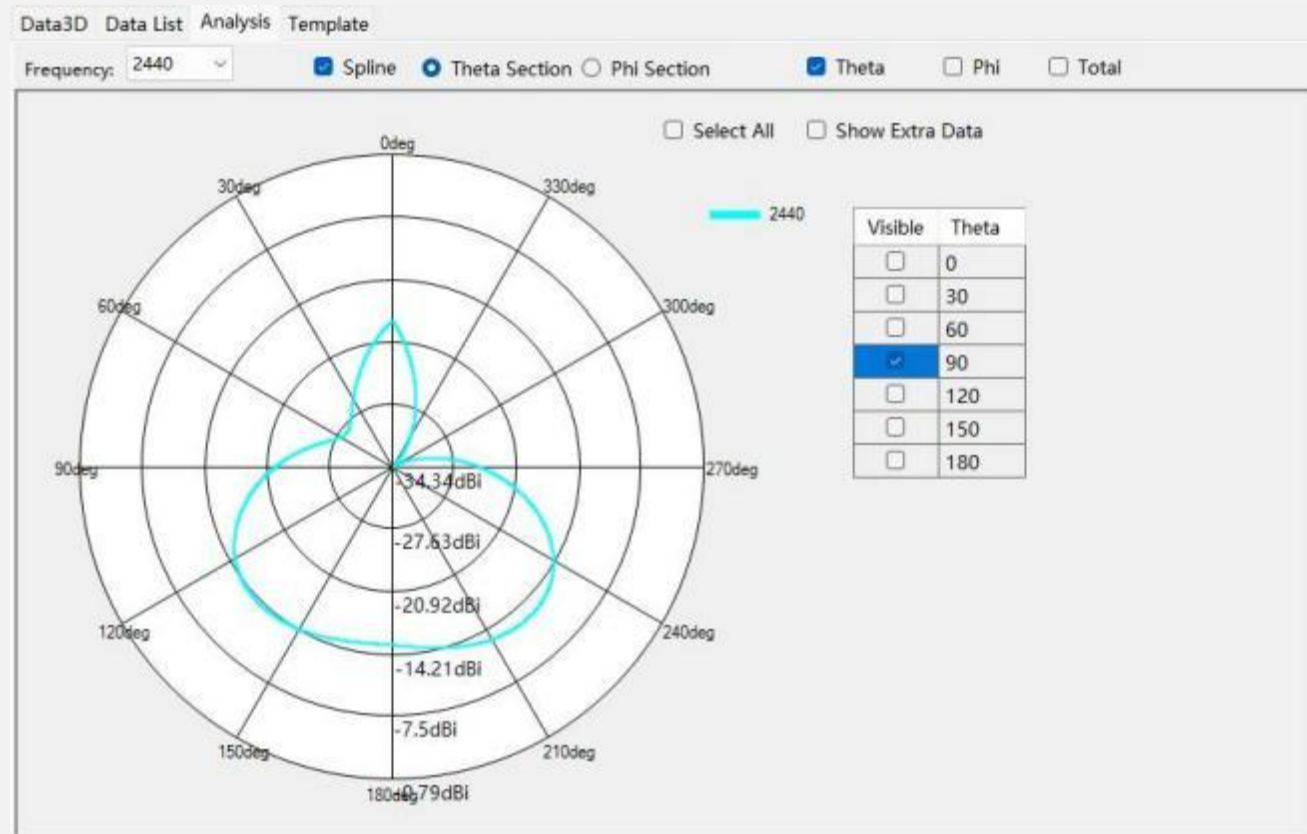 Data3D Data List Analysis Template
Frequency: 2440 Spline Theta Section Phi Section Theta Phi Total
Select All Show Extra Data
0deg
30deg 330deg
2440
Visible Theta
0
30
60deg 300deg
60
90
120
150
90deg 270deg
180
-34.34dBi
-27.63dBi
-20.92dBi
120deg 240deg
-14.21dBi
-7.5dBi
150deg 210deg
180deg